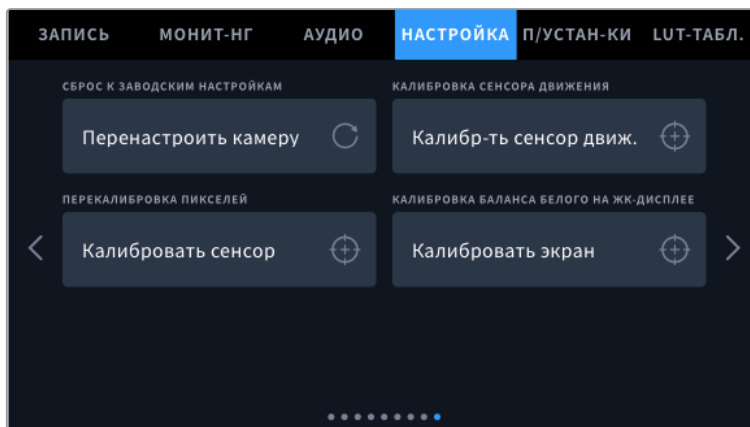 ЗАПИСЬ МОНИТ-НГ АУДИО НАСТРОЙКА П/УСТАН-КИ LUT-ТАБЛ.
СБРОС К ЗАВОДСКИМ НАСТРОЙКАМ КАЛИБРОВКА СЕНСОРА ДВИЖЕНИЯ
Перенастроить камеру Калибр-ть сенсор движ.
ПЕРЕКАЛИБРОВКА ПИКСЕЛЕЙ КАЛИБРОВКА БАЛАНСА БЕЛОГО НА ЖК-ДИСПЛЕЕ
Калибровать сенсор Калибровать экран